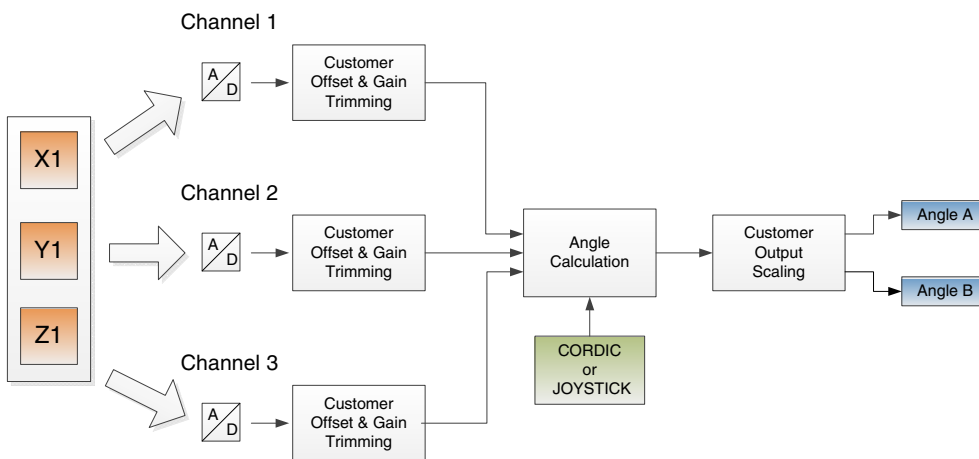 Channel 1
A
D
Customer
Offset & Gain
Trimming
X1
Channel 2
Y1
A
D
Customer
Offset & Gain
Trimming
Angle
Calculation
Customer
Output
Scaling
Angle A
Angle B
Z1
CORDIC
or
JOYSTICK
Channel 3
A
D
Customer
Offset & Gain
Trimming